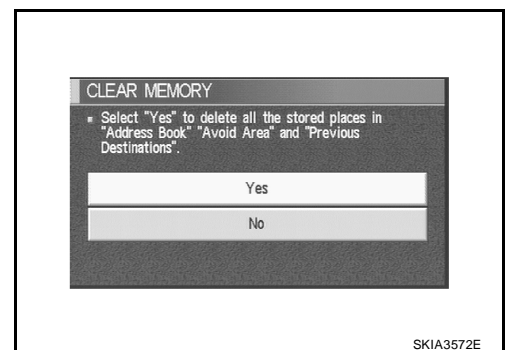 CLEAR MEMORY
▪ Select "Yes" to delete all the stored places in
"Address Book" "Avoid Area" and "Previous
Destinations".
Yes
No
SKIA3572E